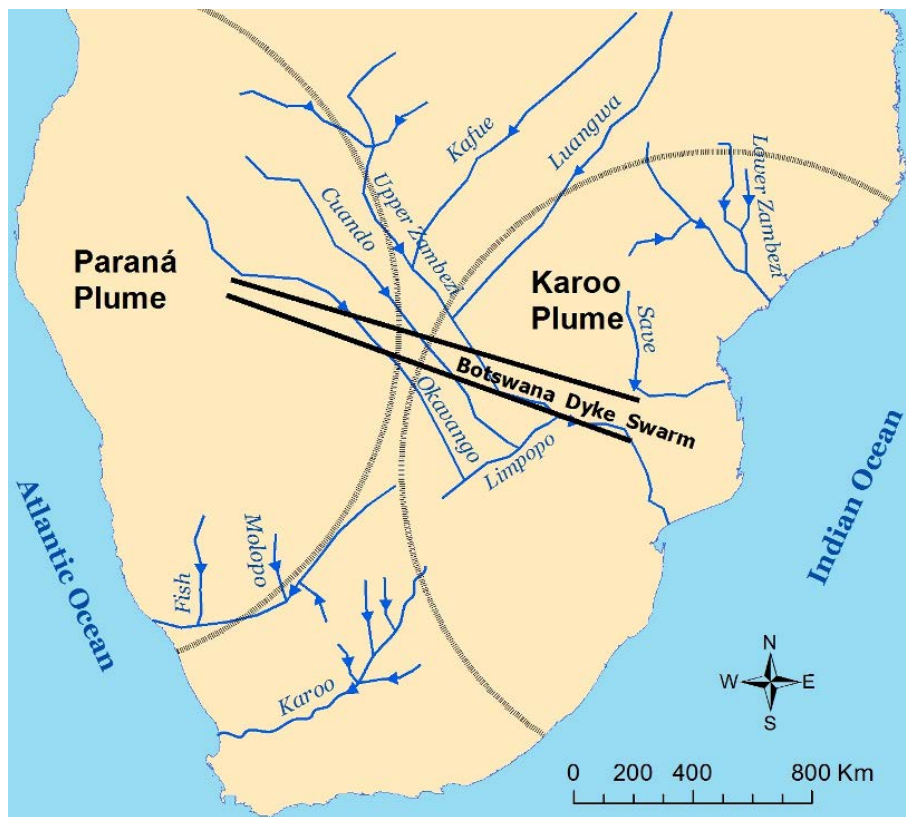 Kafue
Luangwa
Lower Zambezi
Upper Zambezi
Cuando
Paraná
Plume
Karoo
Plume
Save
Botswana Dyke Swarm
Okavango
Limpopo
Atlantic Ocean
Indian Ocean
Molopo
Fish
Karoo
N
W
E
S
0 200 400 800 Km